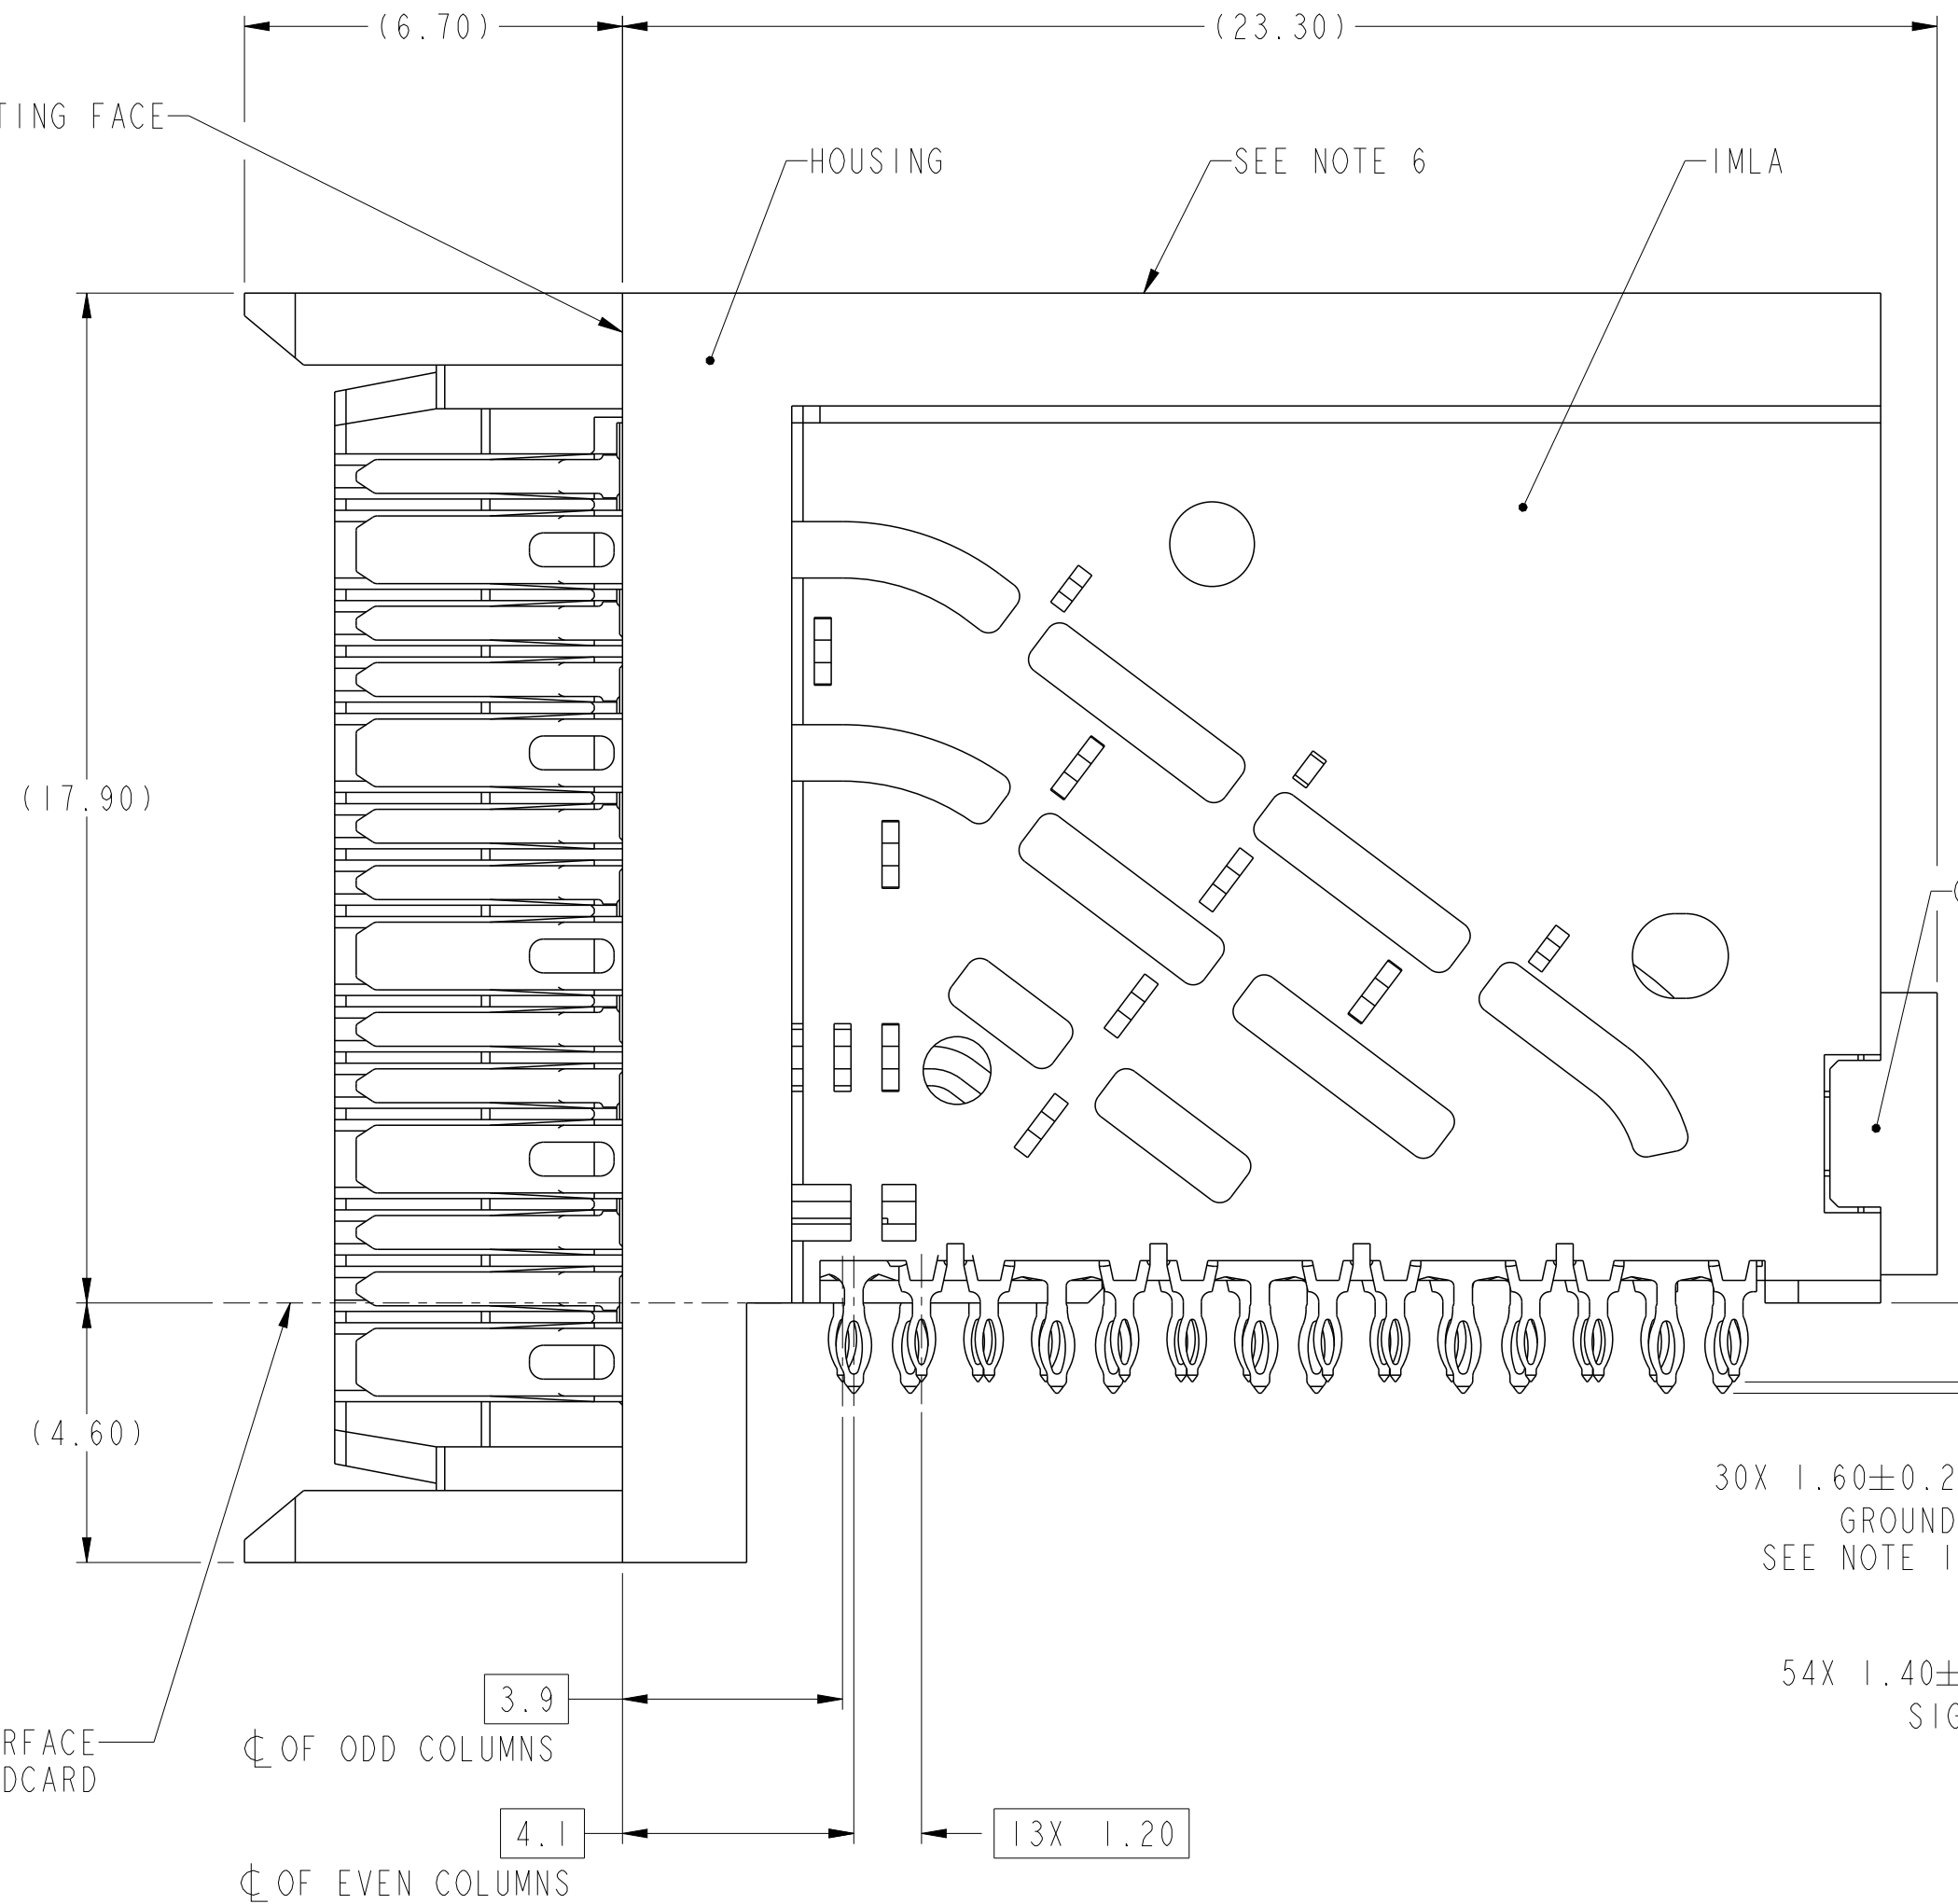 (6.70)
(23.30)
TING FACE
HOUSING
SEE NOTE 6
IMLA
(17.90)
(
(4.60)
30X 1.60±0.2
GROUND
SEE NOTE 1
54X 1.40±
SIG
3.9
℄ OF ODD COLUMNS
RFACE
DCARD
4.1
13X 1.20
℄ OF EVEN COLUMNS